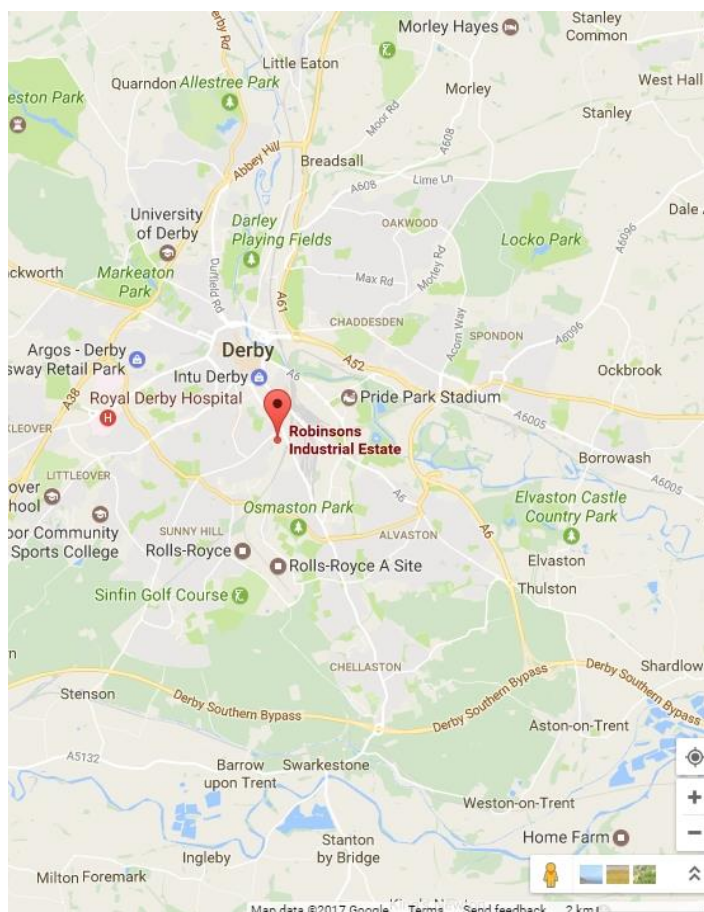 Morley Hayes
Stanley
Common
Derby Rd
Little Eaton
Quarndon
Allestree Park
Morley
West Hall
eston Park
Moor Rd
Stanley
A608
Abbey Hill
Breadsall
A608
Lime Ln
University
of Derby
Darley
Playing Fields
OAKWOOD
Dale
Locko Park
A6096
Morley Rd
ackworth
Markeaton
Park
Duffield Rd
Max Rd
A61
CHADDESDEN
Acorn Way
SPONDON
A6096
Argos - Derby
sway Retail Park
Derby
A52
Ockbrook
Intu Derby
A6
A38
Royal Derby Hospital
Pride Park Stadium
A6005
KLEOVER
Robinsons
Industrial Estate
Borrowash
A6005
LITTLEOVER
over
hool
A6
Elvaston Castle
Country Park
Osmaston Park
oor Community
Sports College
SUNNY HILL
ALVASTON
A6
Rolls-Royce
Rolls-Royce A Site
Elvaston
Thulston
Sinfin Golf Course
n
CHELLASTON
Shardlow
Stenson
Derby Southern Bypass
Derby Southern Bypass
Derby Southern Bypass
Aston-on-Trent
A5132
Barrow
upon Trent
Swarkestone
Weston-on-Trent
Home Farm
Stanton
by Bridge
Ingleby
Milton Foremark
Map data ©2017 Google
Terms
Send feedback
2 km